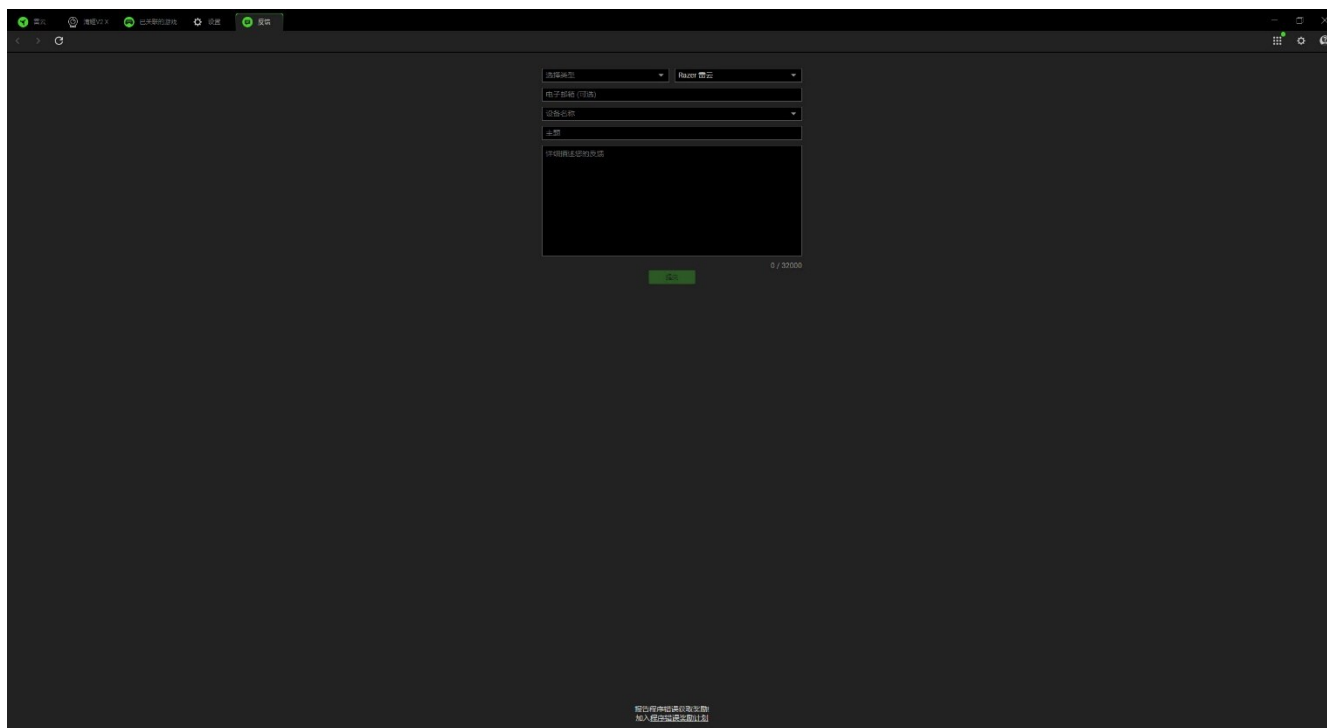 雷云
清姬V2 X
已关联的游戏
设置
反馈
选择类型
Razer 雷云
电子邮箱 (可选)
设备名称
主题
详细描述您的反馈
0 / 32000
提交
报告程序错误获取奖励!
加入程序错误奖励计划